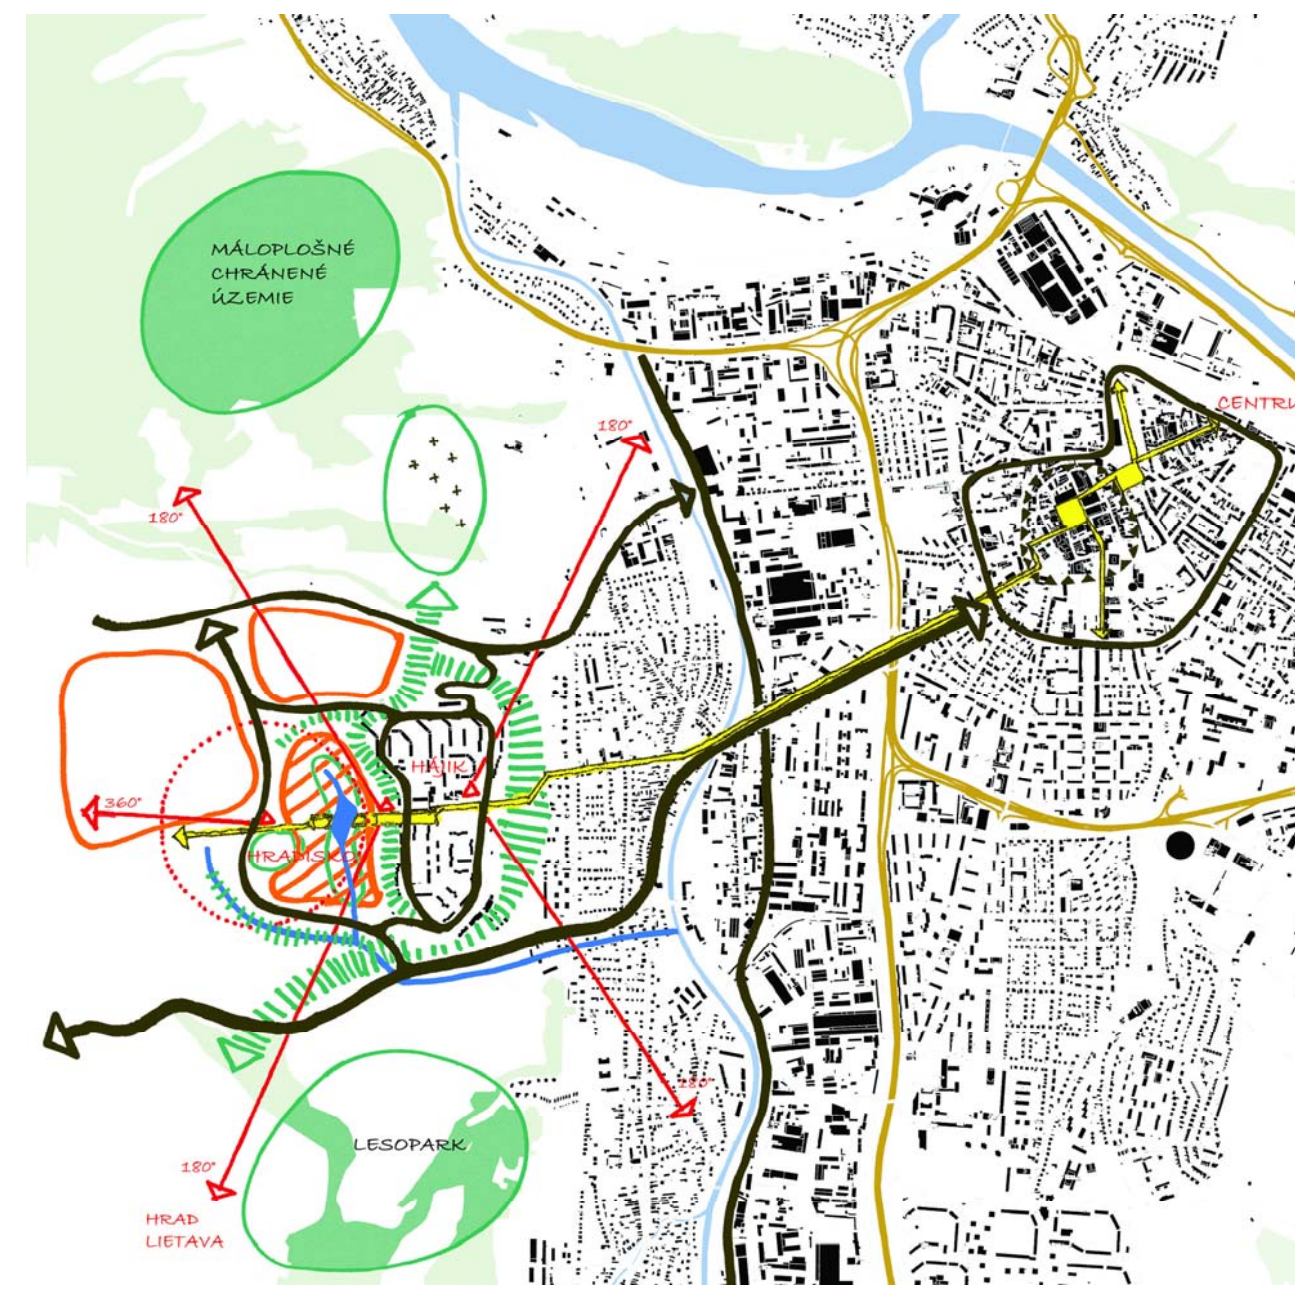 MÁLOPLOŠNÉ
CHRÁNENÉ
ÚZEMIE
CENTRU
180°
180°
HÁJIK
360°
HRADISKO
180°
LESOPARK
180°
HRAD
LIETAVA